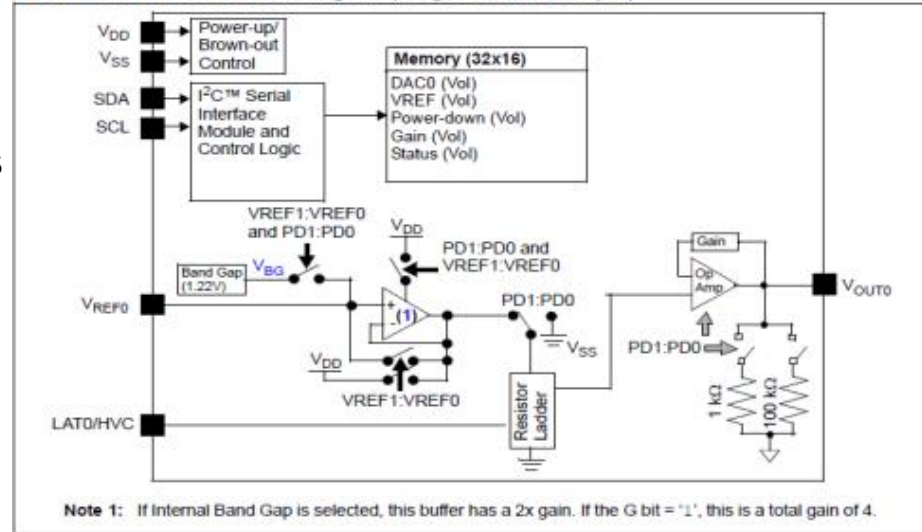 VDD
VSS
SDA
SCL
Power-up/
Brown-out
Control
I²C™ Serial
Interface
Module and
Control Logic
Memory (32x16)
DAC0 (Vol)
VREF (Vol)
Power-down (Vol)
Gain (Vol)
Status (Vol)
VREF1:VREF0
and PD1:PD0
VDD
PD1:PD0 and
VREF1:VREF0
Band Gap
(1.22V)
VBG
VREF0
+
-
(1)
PD1:PD0
VSS
Gain
Op
Amp
VOUT0
PD1:PD0
1 kΩ
100 kΩ
VDD
VREF1:VREF0
LAT0/HVC
Resistor
Ladder
Note 1: If Internal Band Gap is selected, this buffer has a 2x gain. If the G bit = '1', this is a total gain of 4.